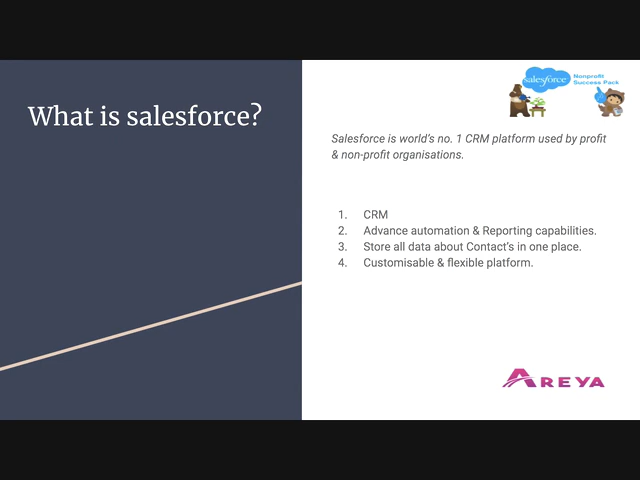 What is salesforce?
salesforce
Nonprofit
Success Pack
Salesforce is world's no. 1 CRM platform used by profit
& non-profit organisations.
1. CRM
2. Advance automation & Reporting capabilities.
3. Store all data about Contact's in one place.
4. Customisable & flexible platform.
AREYA